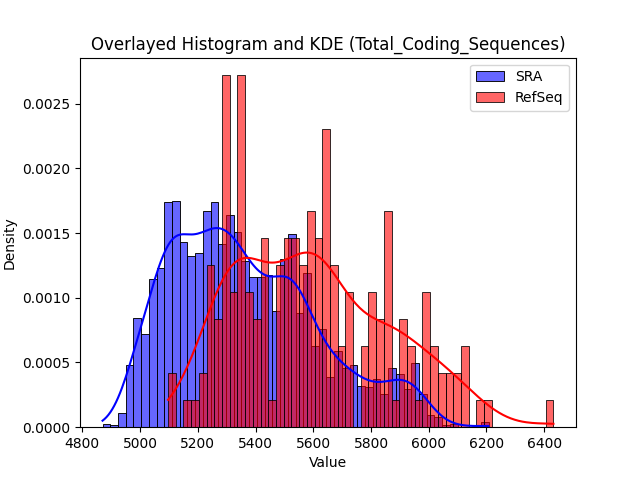 Overlayed Histogram and KDE (Total_Coding_Sequences)
SRA
RefSeq
Density
0.0025
0.0020
0.0015
0.0010
0.0005
0.0000
4800 5000 5200 5400 5600 5800 6000 6200 6400
Value